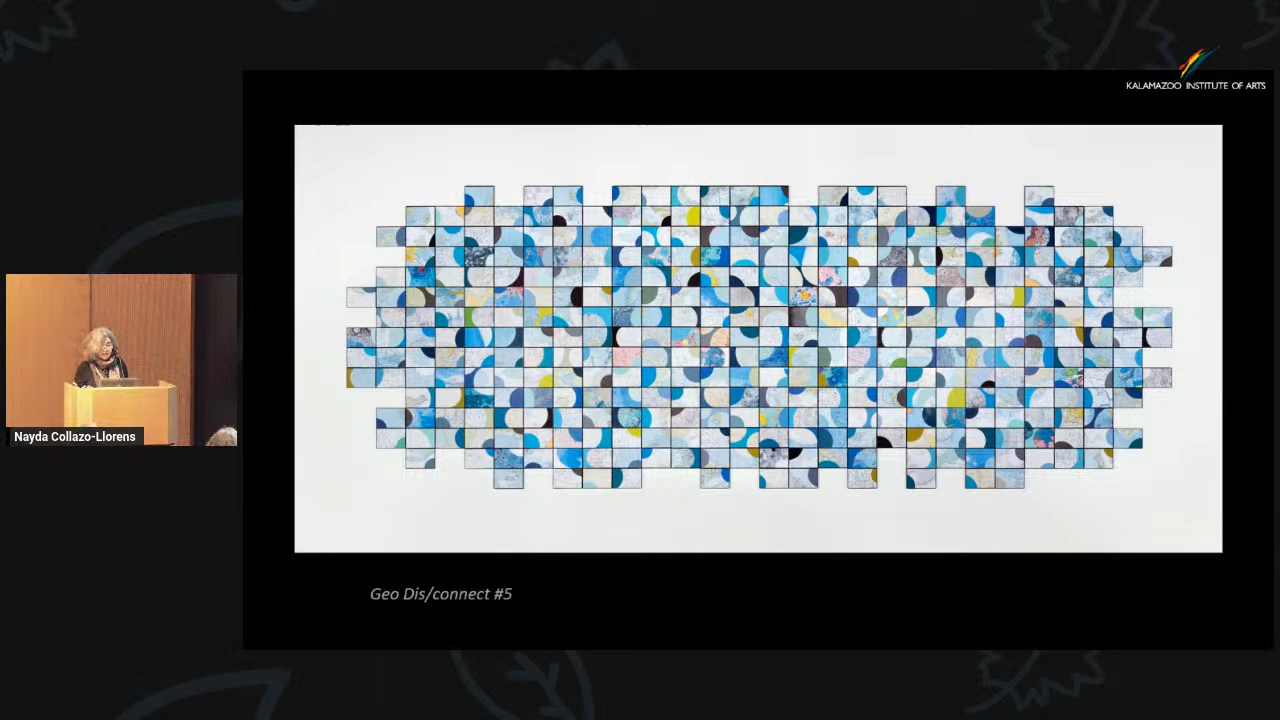 KALAMAZOO INSTITUTE OF ARTS
Nayda Collazo-Llorens
Geo Dis/connect #5